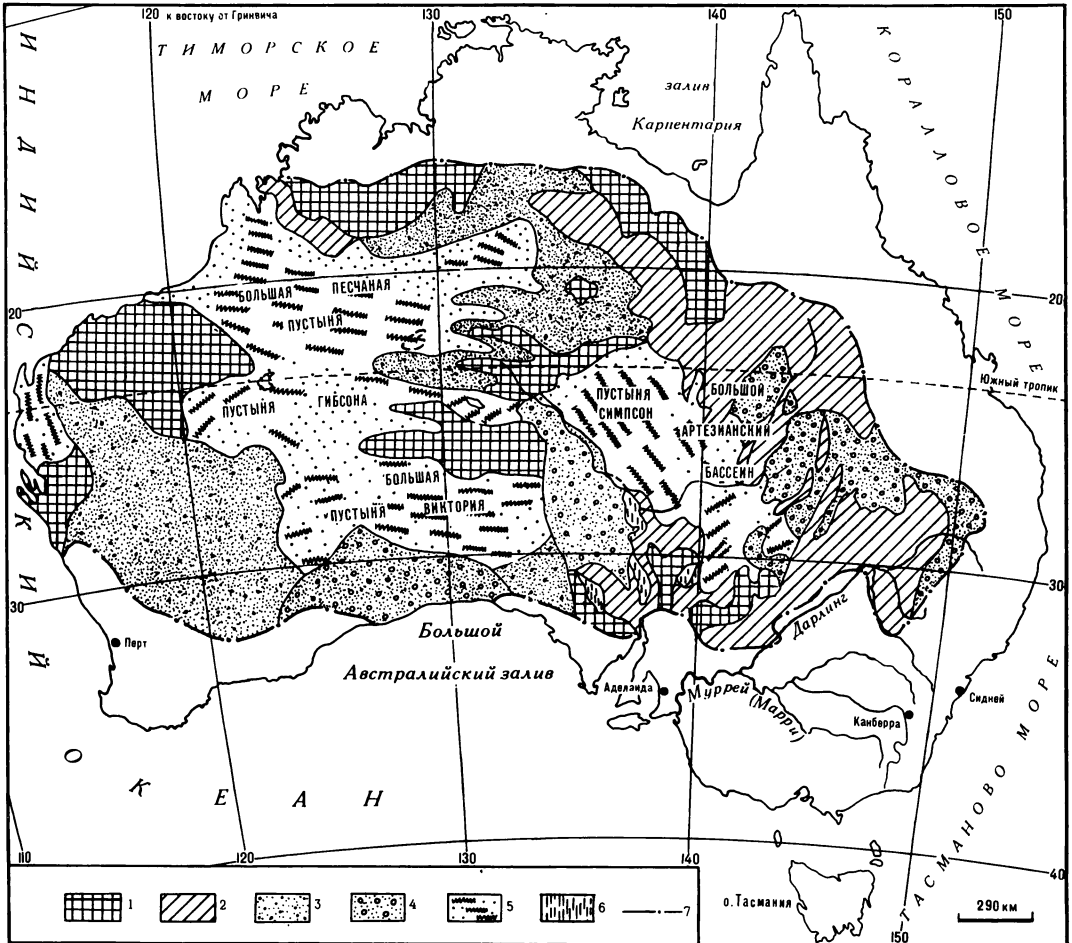 120 к востоку от Гринвича
130
140
150
ИНДИЙСКИЙ
ТИМОРСКОЕ
МОРЕ
залив
Карпентария
КОРАЛЛОВОЕ МОРЕ
20
БОЛЬШАЯ ПЕСЧАНАЯ
ПУСТЫНЯ
20
Южный тропик
ПУСТЫНЯ ГИБСОНА
ПУСТЫНЯ
СИМПСОН
БОЛЬШОЙ
АРТЕЗИАНСКИЙ
БАССЕЙН
БОЛЬШАЯ
ПУСТЫНЯ ВИКТОРИЯ
30
30
Перт
Большой
Австралийский залив
Дарлинг
Аделаида
Муррей (Марри)
Канберра
Сидней
ОКЕАН
ТАСМАНОВО МОРЕ
110
120
130
140
40
о. Тасмания
150
290 км
1
2
3
4
5
6
7